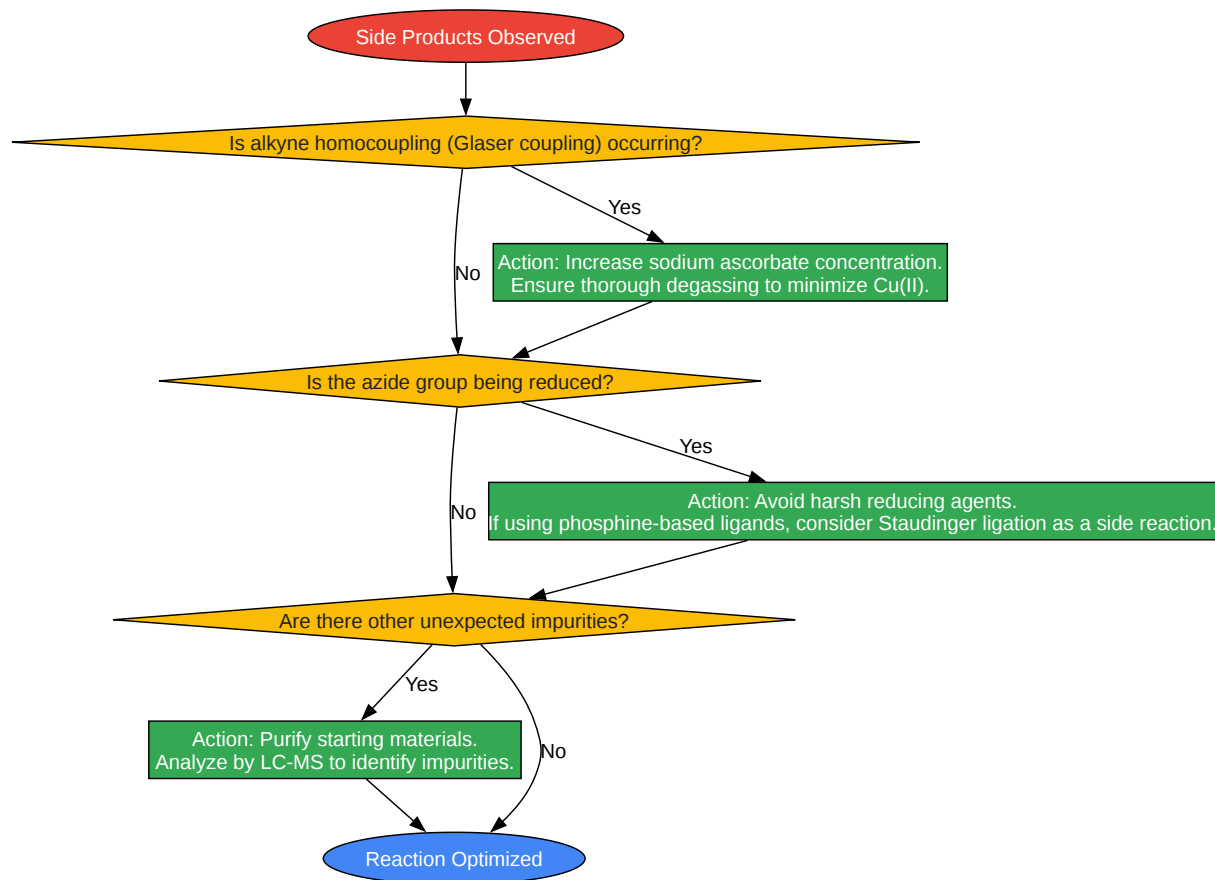 Side Products Observed
Is alkyne homocoupling (Glaser coupling) occurring?
Yes
No
Action: Increase sodium ascorbate concentration.
Ensure thorough degassing to minimize Cu(II).
Is the azide group being reduced?
Yes
No
Action: Avoid harsh reducing agents.
If using phosphine-based ligands, consider Staudinger ligation as a side reaction.
Are there other unexpected impurities?
Yes
No
Action: Purify starting materials.
Analyze by LC-MS to identify impurities.
Reaction Optimized